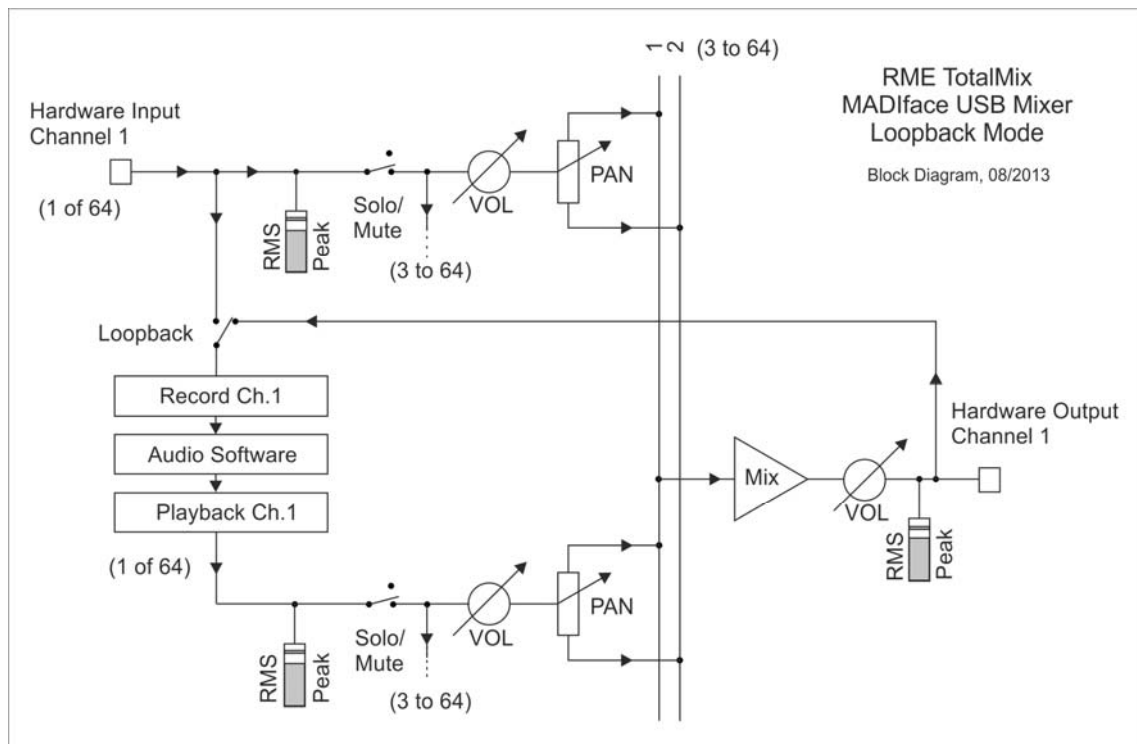 1
2
(3 to 64)
RME TotalMix
MADIface USB Mixer
Loopback Mode
Block Diagram, 08/2013
Hardware Input
Channel 1
(1 of 64)
RMS
Peak
Solo/
Mute
(3 to 64)
VOL
PAN
Loopback
Record Ch.1
Audio Software
Playback Ch.1
(1 of 64)
RMS
Peak
Solo/
Mute
(3 to 64)
VOL
PAN
Mix
VOL
RMS
Peak
Hardware Output
Channel 1